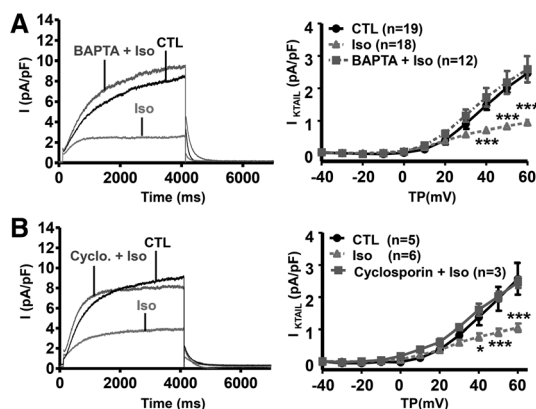 A
I (pA/pF)
14
12
10
8
6
4
2
0
BAPTA + Iso
CTL
Iso
0 2000 4000 6000
Time (ms)
I KTAIL (pA/pF)
4
3
2
1
0
CTL (n=19)
Iso (n=18)
BAPTA + Iso (n=12)
***
***
***
-40 -20 0 20 40 60
TP(mV)
B
I (pA/pF)
14
12
10
8
6
4
2
0
Cyclo. + Iso
CTL
Iso
0 2000 4000 6000
Time (ms)
I KTAIL (pA/pF)
4
3
2
1
0
CTL (n=5)
Iso (n=6)
Cyclosporin + Iso (n=3)
***
***
*
-40 -20 0 20 40 60
TP(mV)